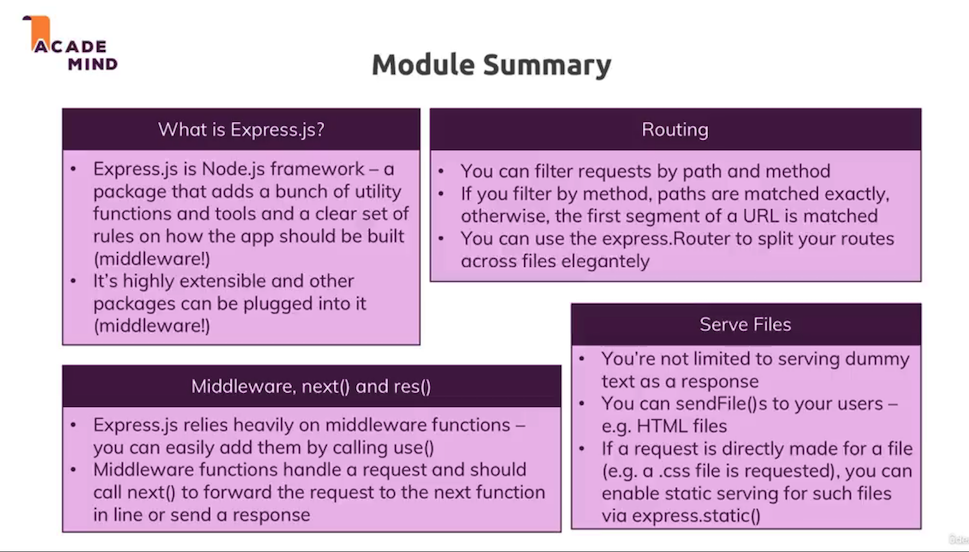 ACADE
MIND
Module Summary
What is Express.js?
• Express.js is Node.js framework – a
package that adds a bunch of utility
functions and tools and a clear set of
rules on how the app should be built
(middleware!)
• It's highly extensible and other
packages can be plugged into it
(middleware!)
Routing
• You can filter requests by path and method
• If you filter by method, paths are matched exactly,
otherwise, the first segment of a URL is matched
• You can use the express.Router to split your routes
across files elegantely
Middleware, next() and res()
• Express.js relies heavily on middleware functions –
you can easily add them by calling use()
• Middleware functions handle a request and should
call next() to forward the request to the next function
in line or send a response
Serve Files
• You're not limited to serving dummy
text as a response
• You can sendFile()s to your users –
e.g. HTML files
• If a request is directly made for a file
(e.g. a .css file is requested), you can
enable static serving for such files
via express.static()